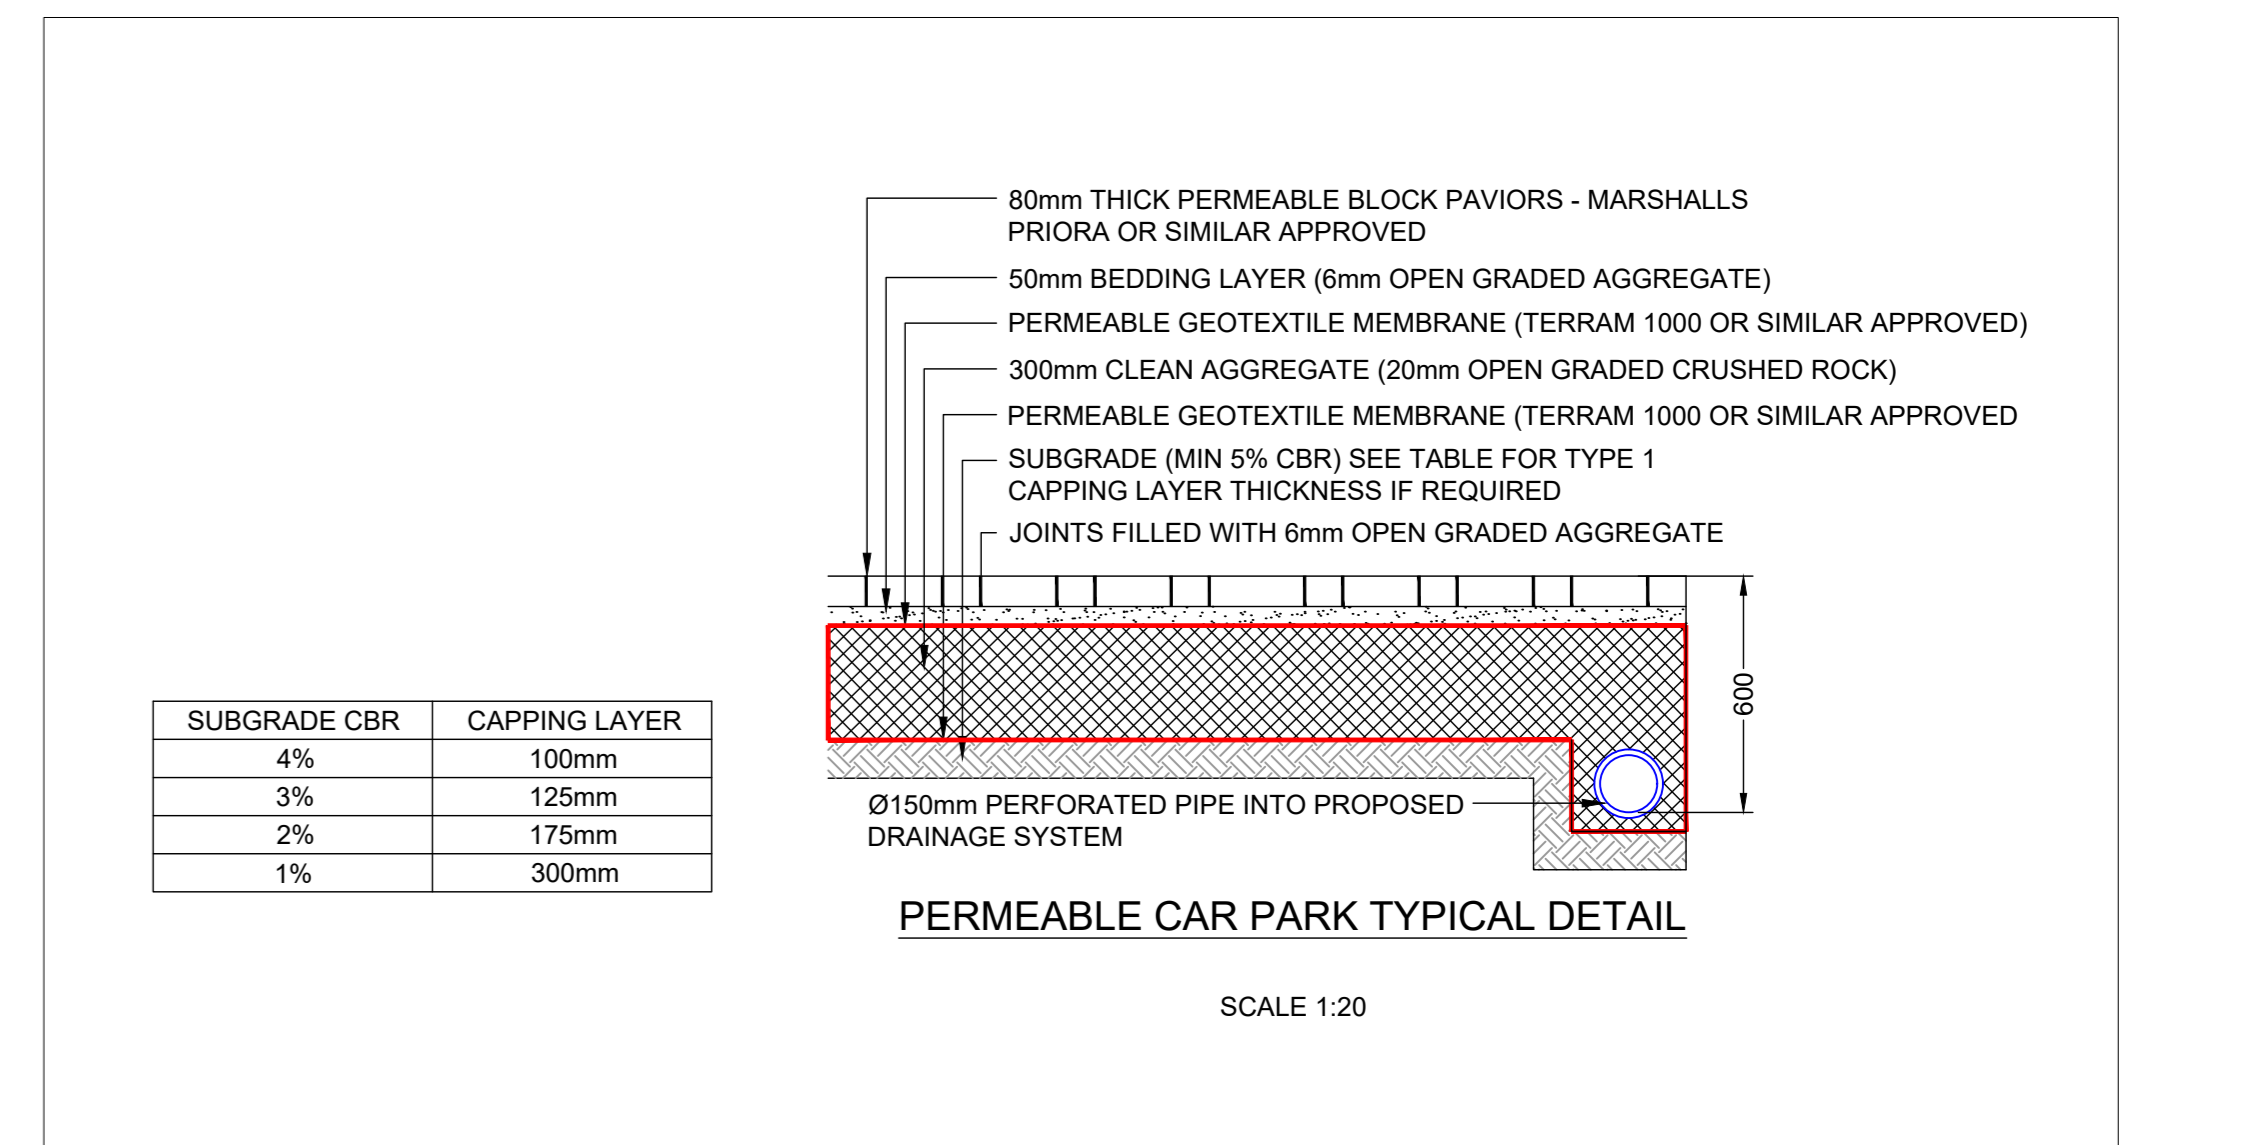 80mm THICK PERMEABLE BLOCK PAVIORS - MARSHALLS
PRIORA OR SIMILAR APPROVED
50mm BEDDING LAYER (6mm OPEN GRADED AGGREGATE)
PERMEABLE GEOTEXTILE MEMBRANE (TERRAM 1000 OR SIMILAR APPROVED)
300mm CLEAN AGGREGATE (20mm OPEN GRADED CRUSHED ROCK)
PERMEABLE GEOTEXTILE MEMBRANE (TERRAM 1000 OR SIMILAR APPROVED
SUBGRADE (MIN 5% CBR) SEE TABLE FOR TYPE 1
CAPPING LAYER THICKNESS IF REQUIRED
JOINTS FILLED WITH 6mm OPEN GRADED AGGREGATE
600
SUBGRADE CBR CAPPING LAYER
4% 100mm
3% 125mm
2% 175mm
1% 300mm
Ø150mm PERFORATED PIPE INTO PROPOSED
DRAINAGE SYSTEM
PERMEABLE CAR PARK TYPICAL DETAIL
SCALE 1:20